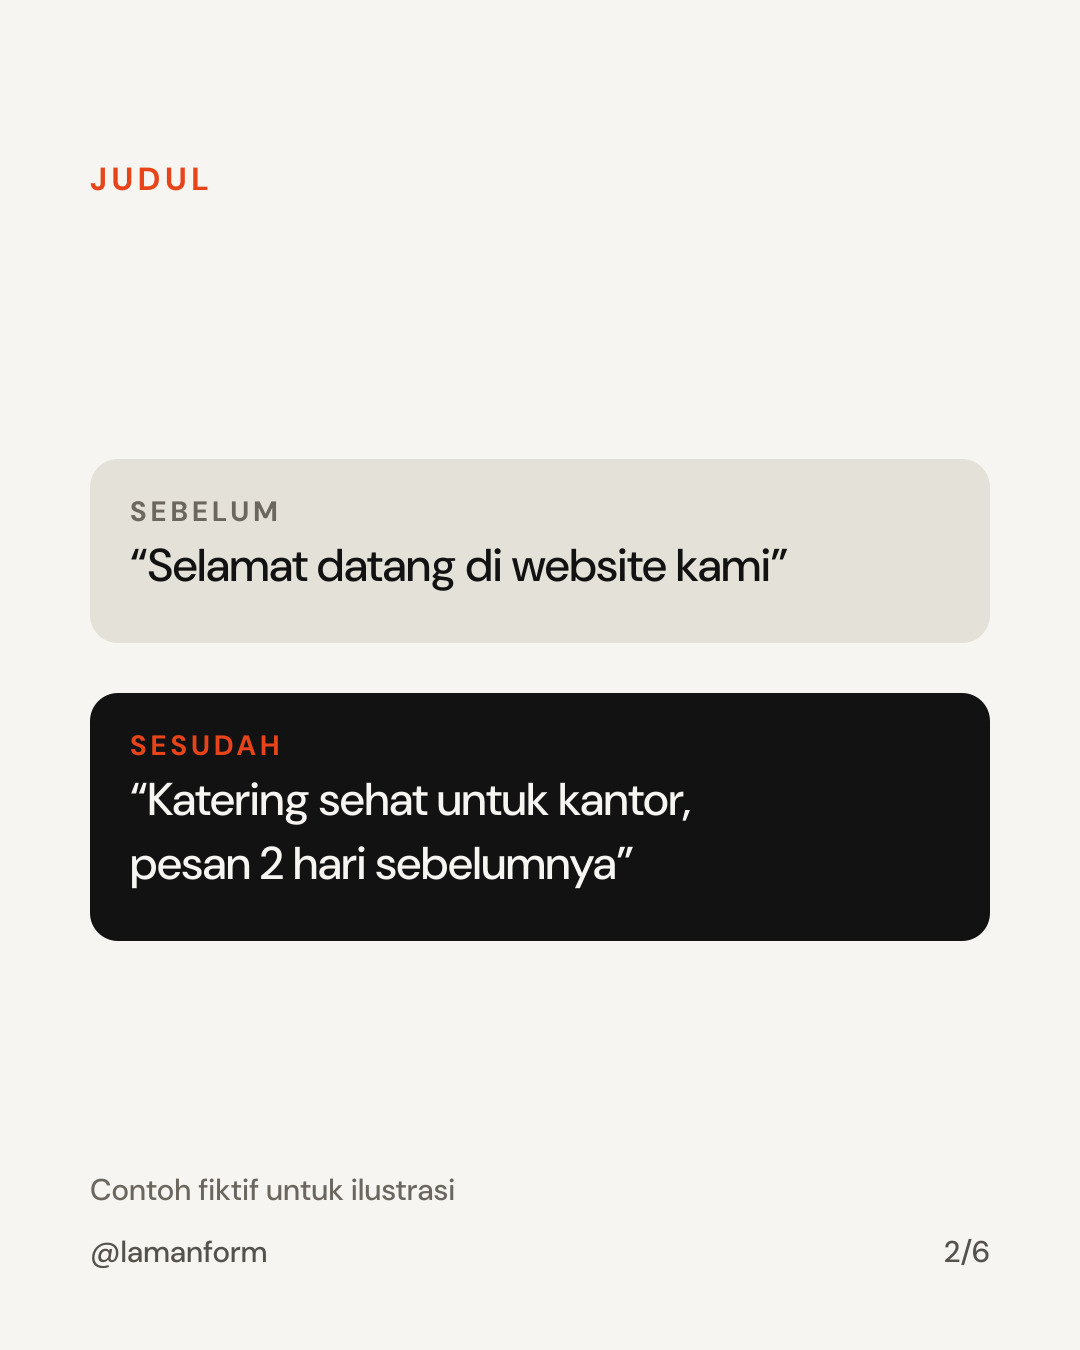 JUDUL
SEBELUM
“Selamat datang di website kami”
SESUDAH
“Katering sehat untuk kantor,
pesan 2 hari sebelumnya”
Contoh fiktif untuk ilustrasi
@lamanform
2/6